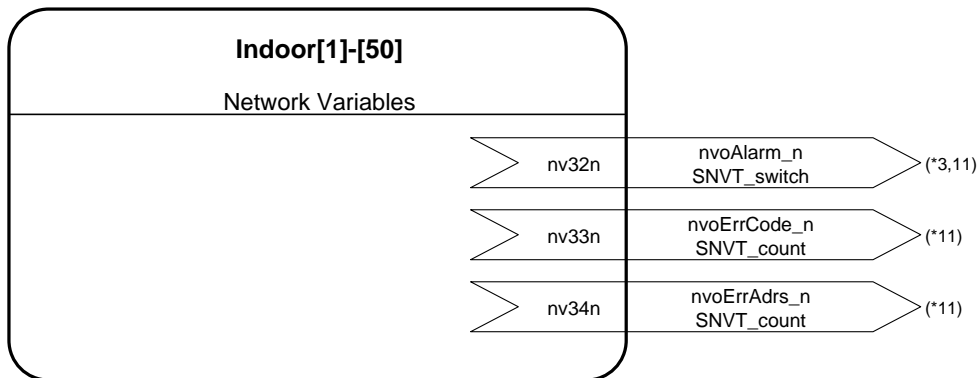 Indoor[1]-[50]
Network Variables
nv32n
nvoAlarm_n
SNVT_switch
(*3,11)
nv33n
nvoErrCode_n
SNVT_count
(*11)
nv34n
nvoErrAdrs_n
SNVT_count
(*11)